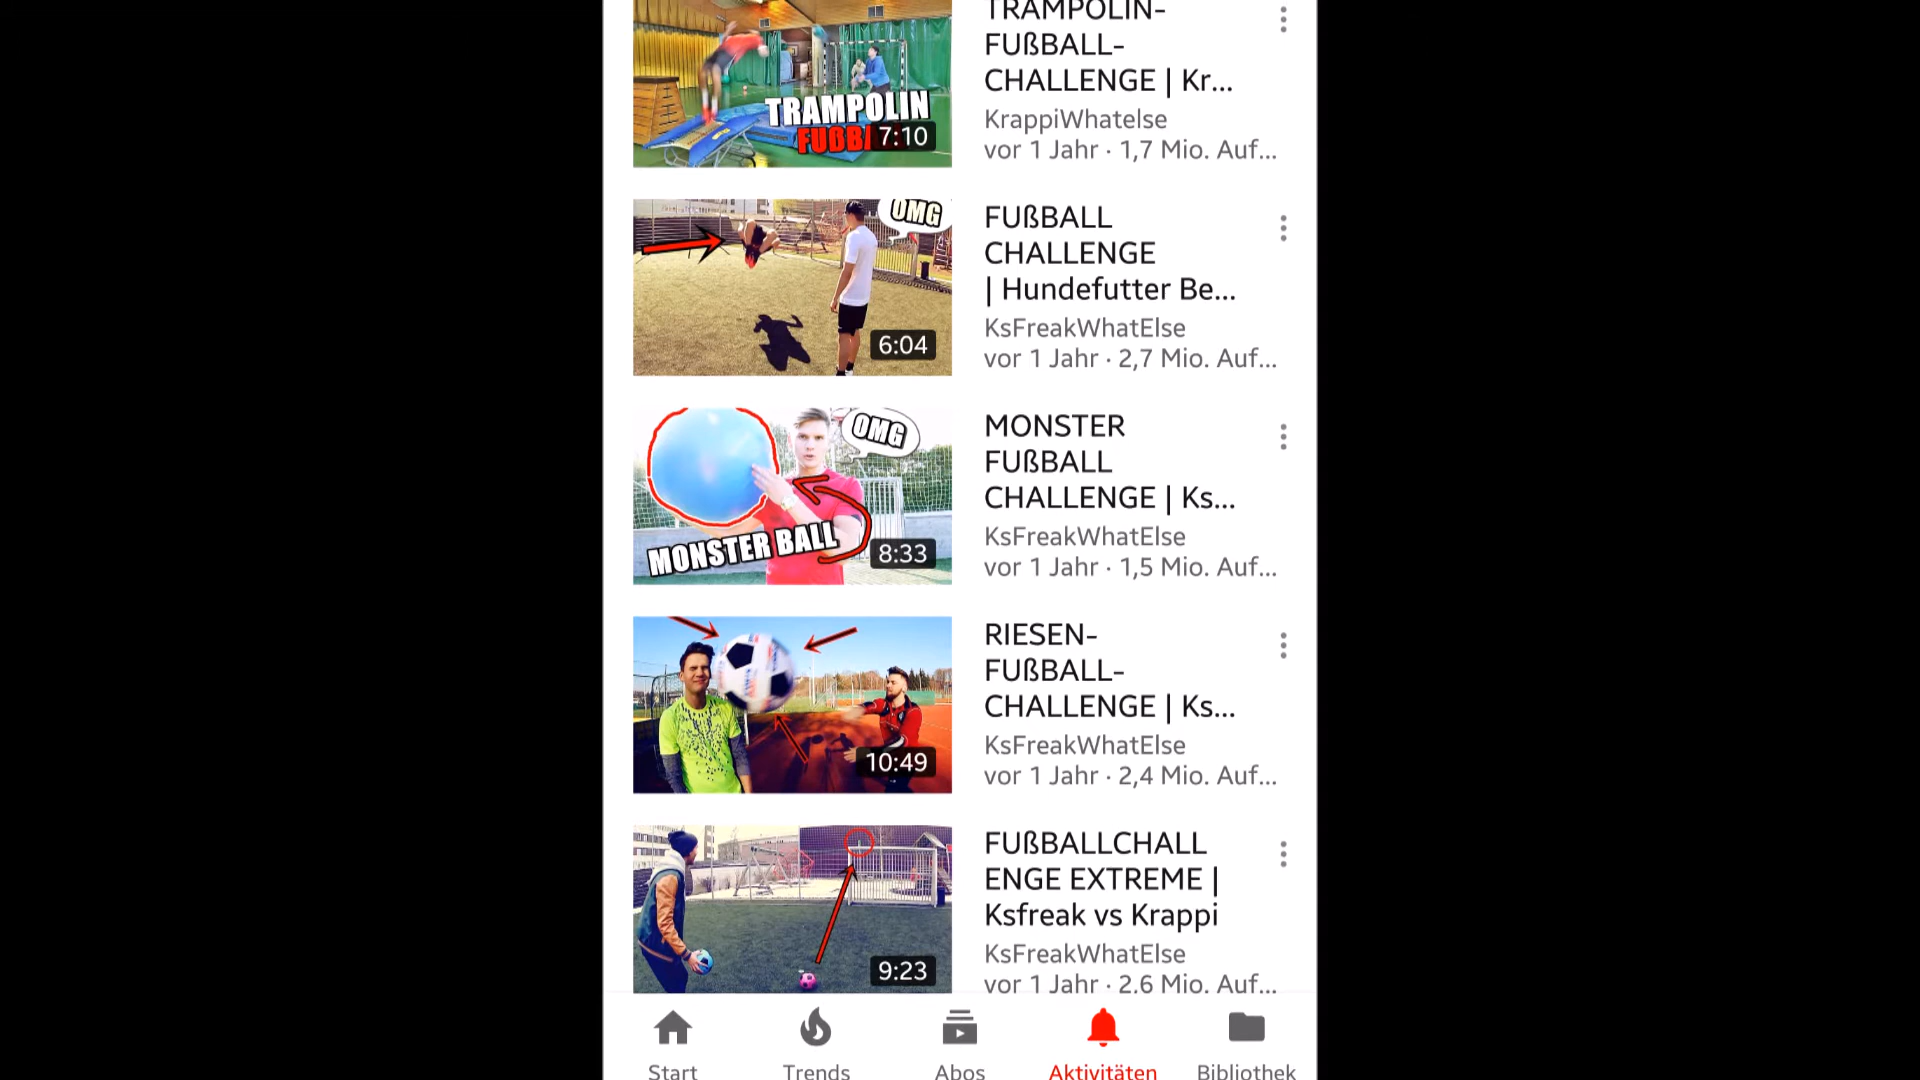 TRAMPOLIN-
FUßBALL-
CHALLENGE | Kr...
KrappiWhatelse
vor 1 Jahr · 1,7 Mio. Auf...
TRAMPOLIN
7:10
FUßBALL
CHALLENGE
| Hundefutter Be...
KsFreakWhatElse
vor 1 Jahr · 2,7 Mio. Auf...
OMG
6:04
MONSTER
FUßBALL
CHALLENGE | Ks...
KsFreakWhatElse
vor 1 Jahr · 1,5 Mio. Auf...
OMG
MONSTER BALL
8:33
RIESEN-
FUßBALL-
CHALLENGE | Ks...
KsFreakWhatElse
vor 1 Jahr · 2,4 Mio. Auf...
10:49
FUßBALLCHALL
ENGE EXTREME |
Ksfreak vs Krappi
KsFreakWhatElse
vor 1 Jahr · 2,6 Mio. Auf...
9:23
Start
Trends
Abos
Aktivitäten
Bibliothek